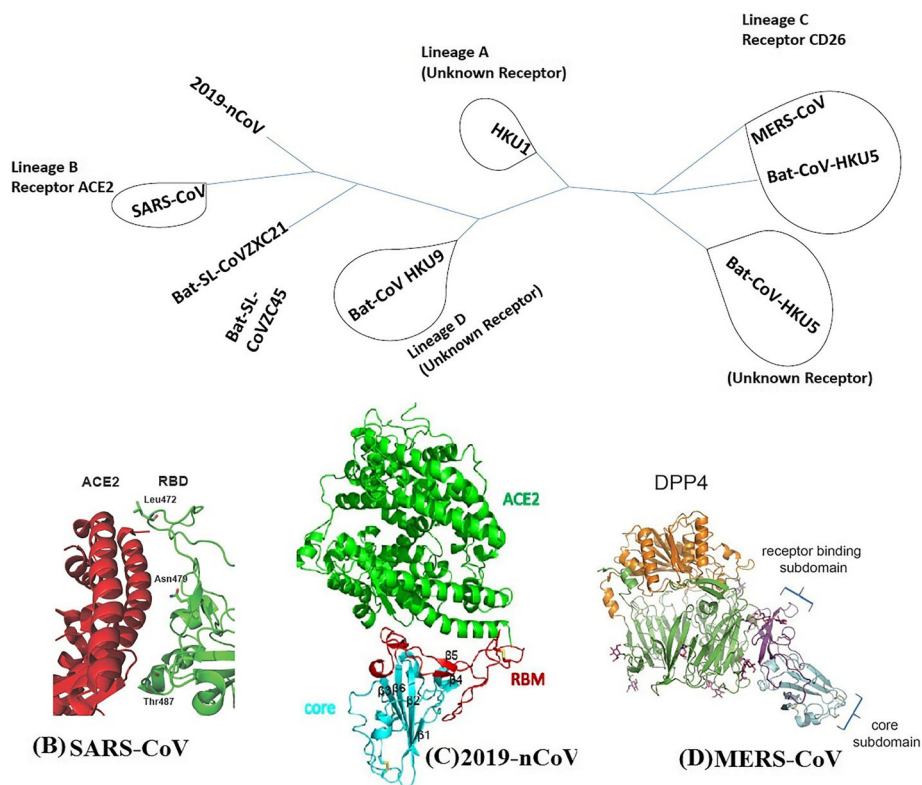 Lineage C
Receptor CD26
Lineage A
(Unknown Receptor)
2019-nCoV
HKU1
MERS-CoV
Lineage B
Receptor ACE2
SARS-CoV
Bat-CoV-HKU5
Bat-SL-CoVZXC21
Bat-SL-
CoVZC45
Bat-CoV HKU9
Lineage D
(Unknown Receptor)
Bat-CoV-HKU5
(Unknown Receptor)
ACE2 RBD
Leu472
Asn479
Thr487
(B) SARS-CoV
ACE2
β5
β3
β6
β4
β2
β1
RBM
core
(C)2019-nCoV
DPP4
receptor binding
subdomain
core
subdomain
(D)MERS-CoV